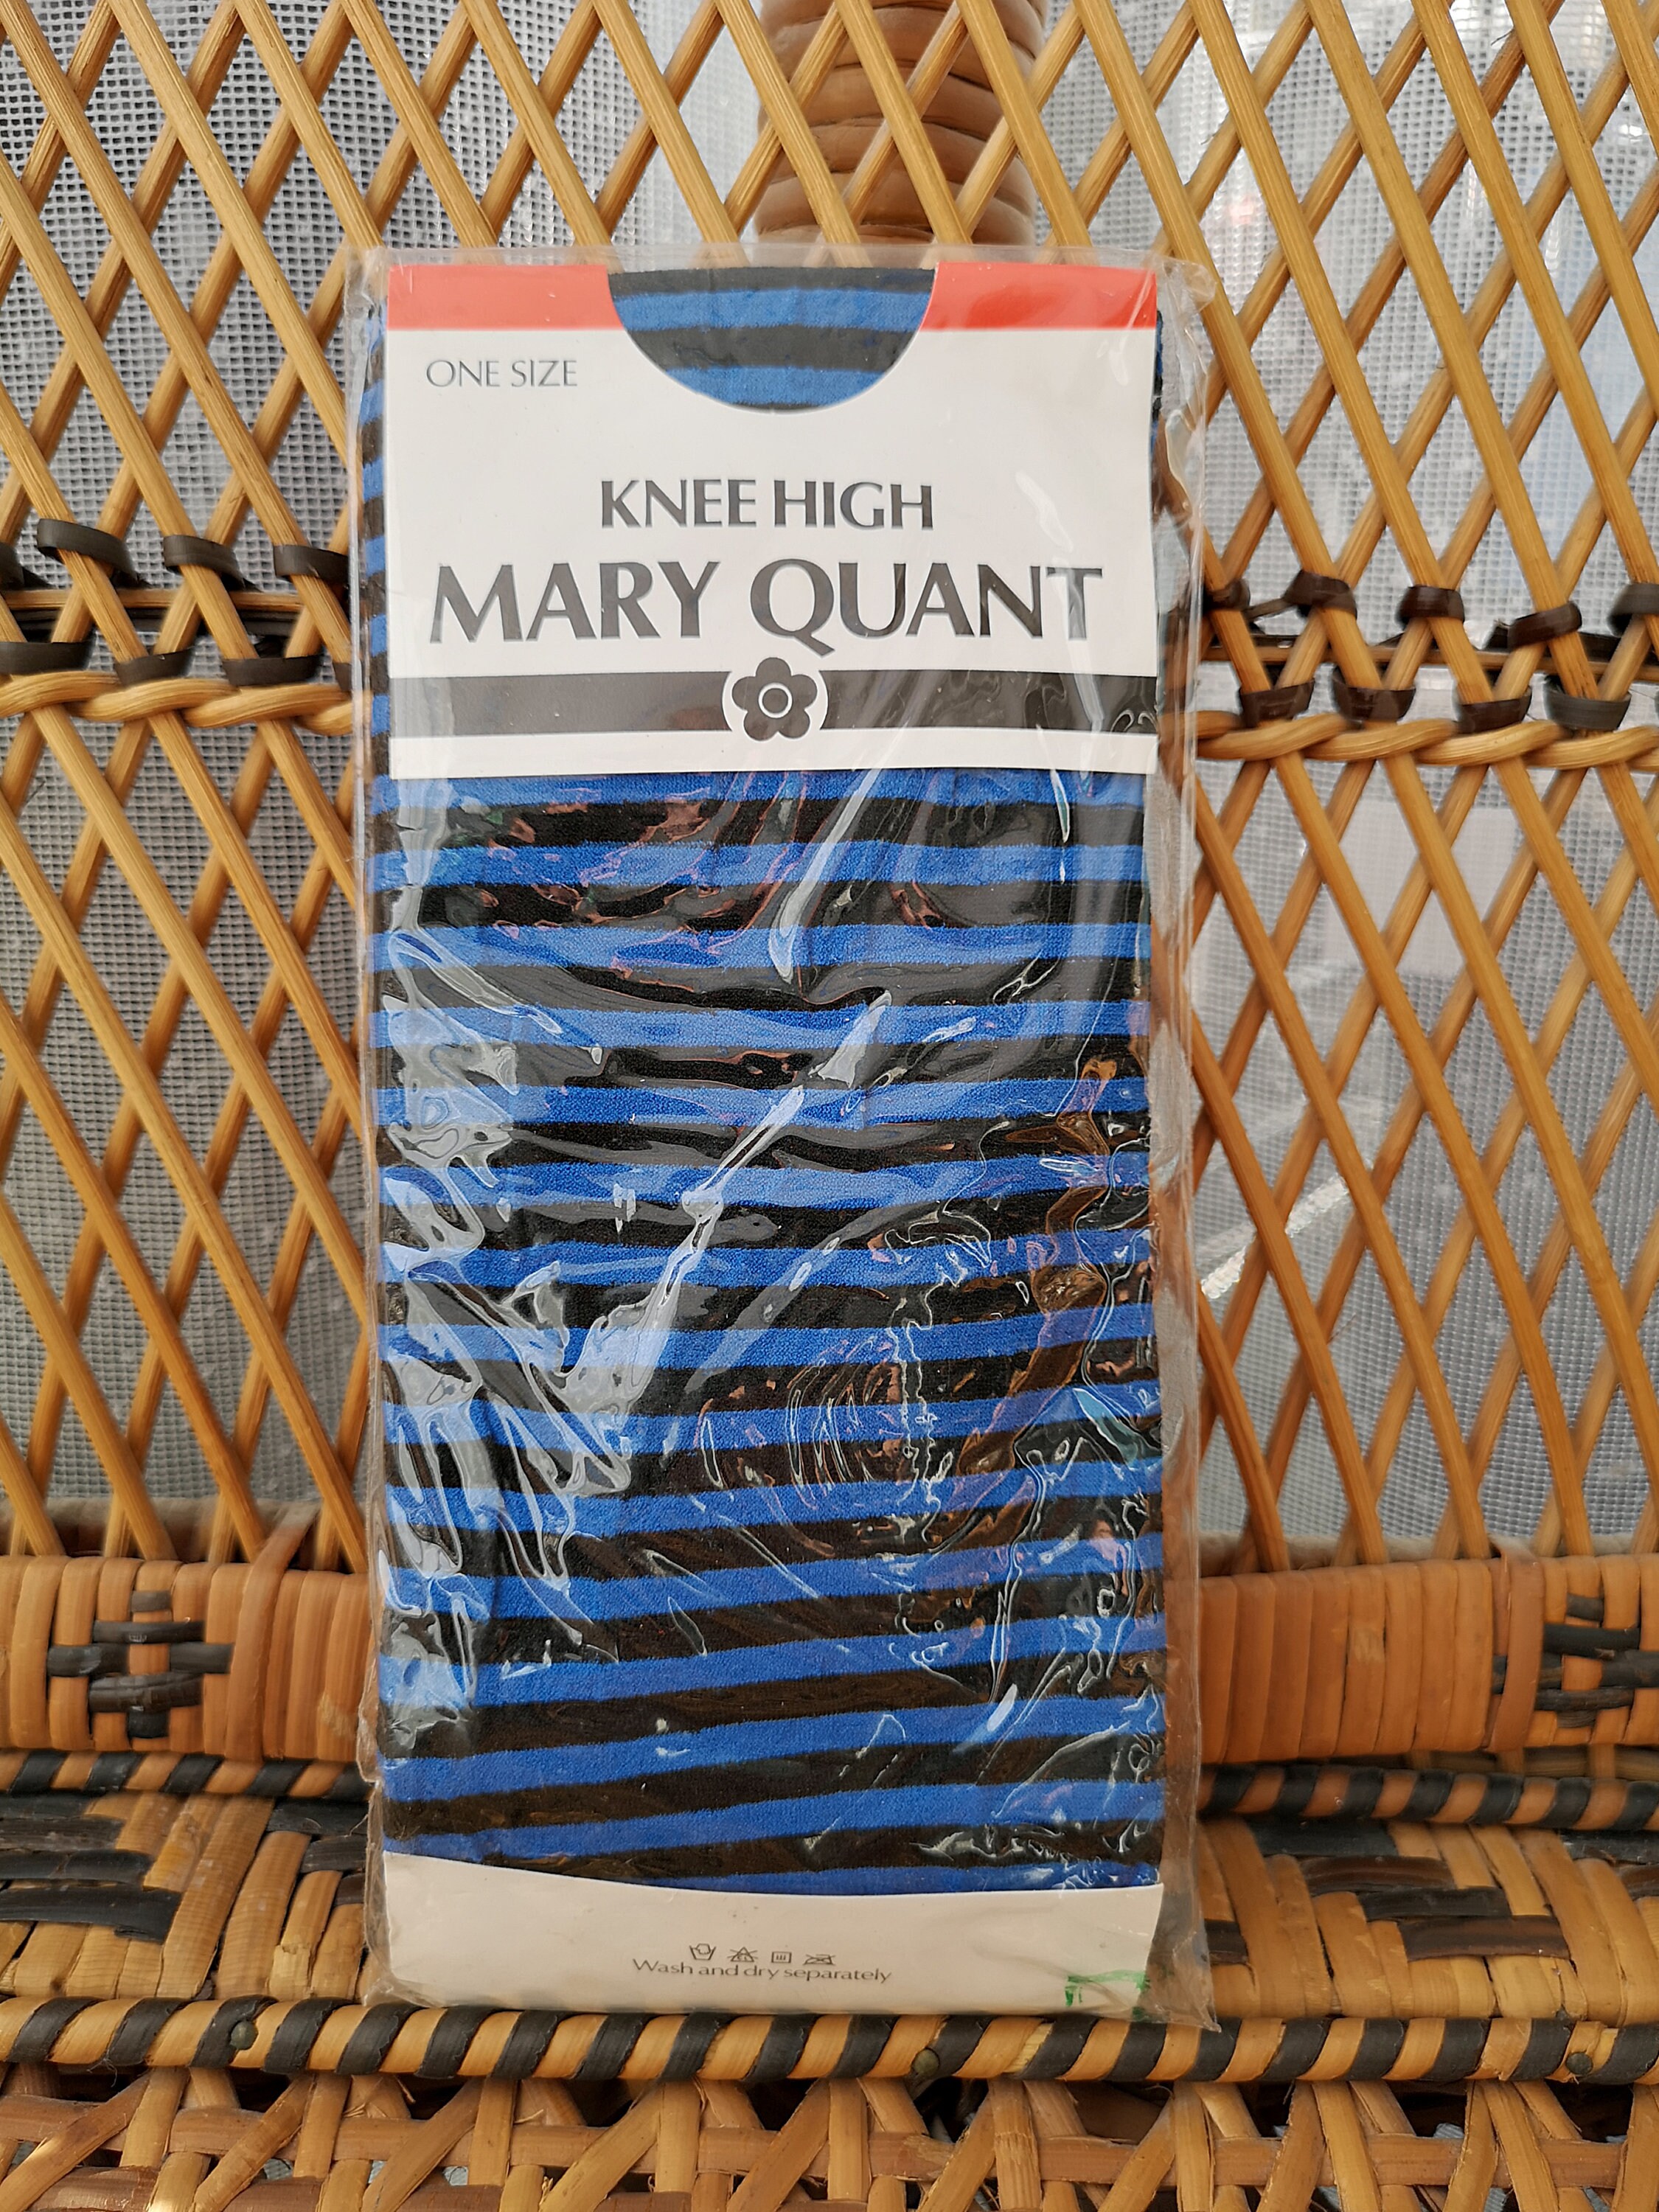 ONE SIZE
KNEE HIGH
MARY QUANT
Wash and dry separately